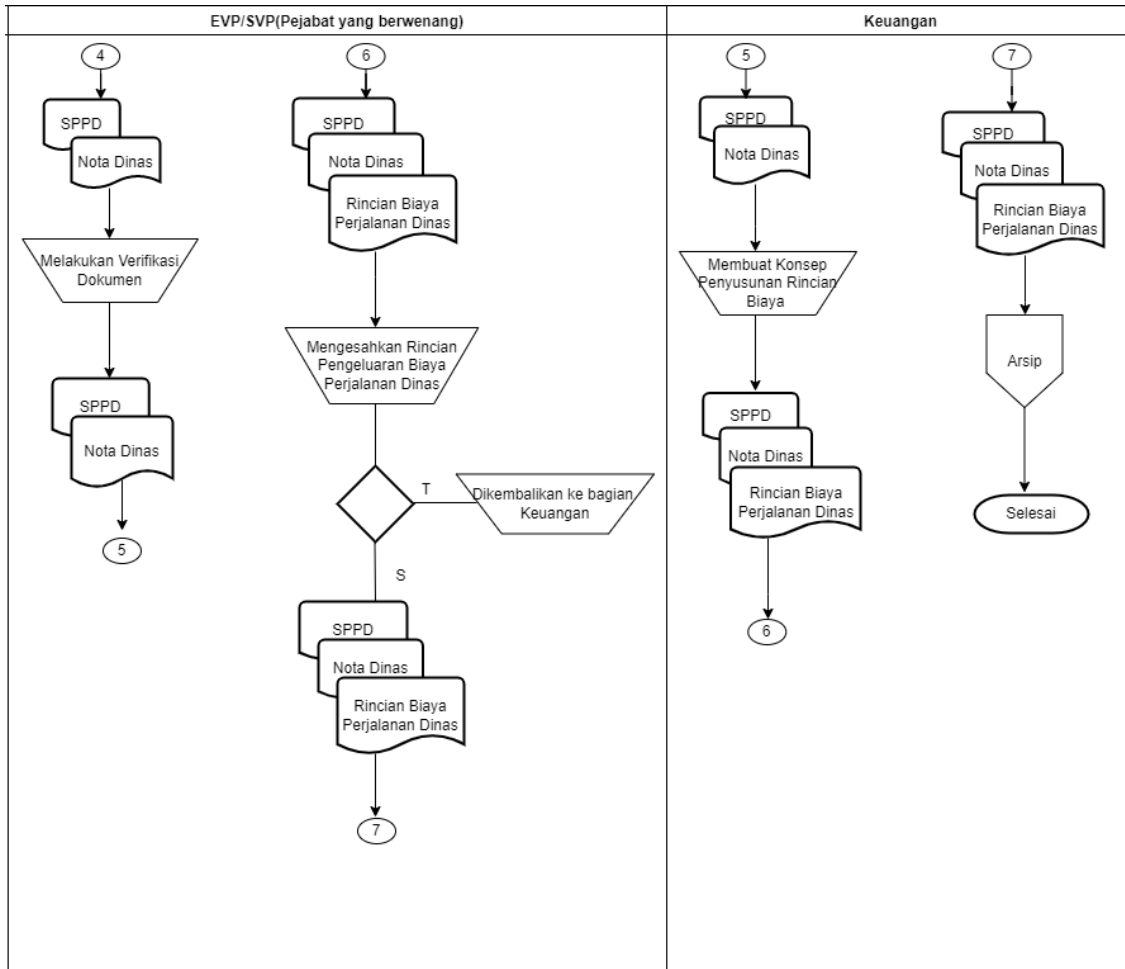 EVP/SVP(Pejabat yang berwenang)
4
SPPD
Nota Dinas
Melakukan Verifikasi
Dokumen
SPPD
Nota Dinas
5
6
SPPD
Nota Dinas
Rincian Biaya
Perjalanan Dinas
Mengesahkan Rincian
Pengeluaran Biaya
Perjalanan Dinas
T
Dikembalikan ke bagian
Keuangan
S
SPPD
Nota Dinas
Rincian Biaya
Perjalanan Dinas
7
Keuangan
5
SPPD
Nota Dinas
Membuat Konsep
Penyusunan Rincian
Biaya
SPPD
Nota Dinas
Rincian Biaya
Perjalanan Dinas
6
7
SPPD
Nota Dinas
Rincian Biaya
Perjalanan Dinas
Arsip
Selesai